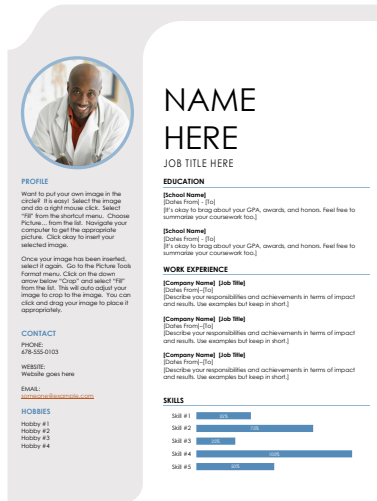 NAME
HERE
JOB TITLE HERE
PROFILE
Want to put your own image in the
circle?  It is easy!  Select the image
and do a right mouse click.  Select
"Fill" from the shortcut menu.  Choose
Picture… from the list.  Navigate your
computer to get the appropriate
picture.  Click okay to insert your
selected image.
Once your image has been inserted,
select it again.  Go to the Picture Tools
Format menu. Click on the down
arrow below "Crop" and select "Fill"
from the list.  This will auto adjust your
image to crop to the image.  You can
click and drag your image to place it
appropriately.
CONTACT
PHONE:
678-555-0103
WEBSITE:
Website goes here
EMAIL:
someone@example.com
HOBBIES
Hobby #1
Hobby #2
Hobby #3
Hobby #4
EDUCATION
[School Name]
[Dates From] - [To]
[It's okay to brag about your GPA, awards, and honors. Feel free to
summarize your coursework too.]
[School Name]
[Dates From] - [To]
[It's okay to brag about your GPA, awards, and honors. Feel free to
summarize your coursework too.]
WORK EXPERIENCE
[Company Name]  [Job Title]
[Dates From]–[To]
[Describe your responsibilities and achievements in terms of impact
and results. Use examples but keep in short.]
[Company Name]  [Job Title]
[Dates From]–[To]
[Describe your responsibilities and achievements in terms of impact
and results. Use examples but keep in short.]
[Company Name]  [Job Title]
[Dates From]–[To]
[Describe your responsibilities and achievements in terms of impact
and results. Use examples but keep in short.]
SKILLS
Skill #1
Skill #2 75%
Skill #3 25%
Skill #4 100%
Skill #5 50%